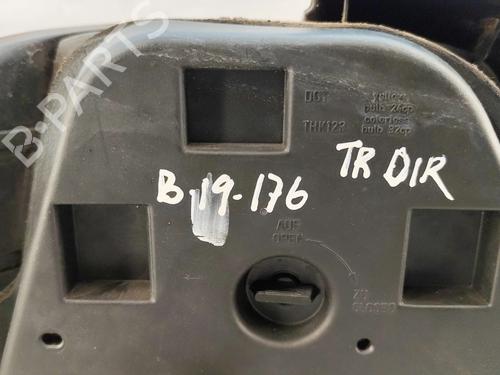 B-PARTS
DOT
THK123
yellow
bulb 24cp
colorless
bulb 32cp
TR DIR
B.19-176
AUF
OPEN
ZU
CLOSED